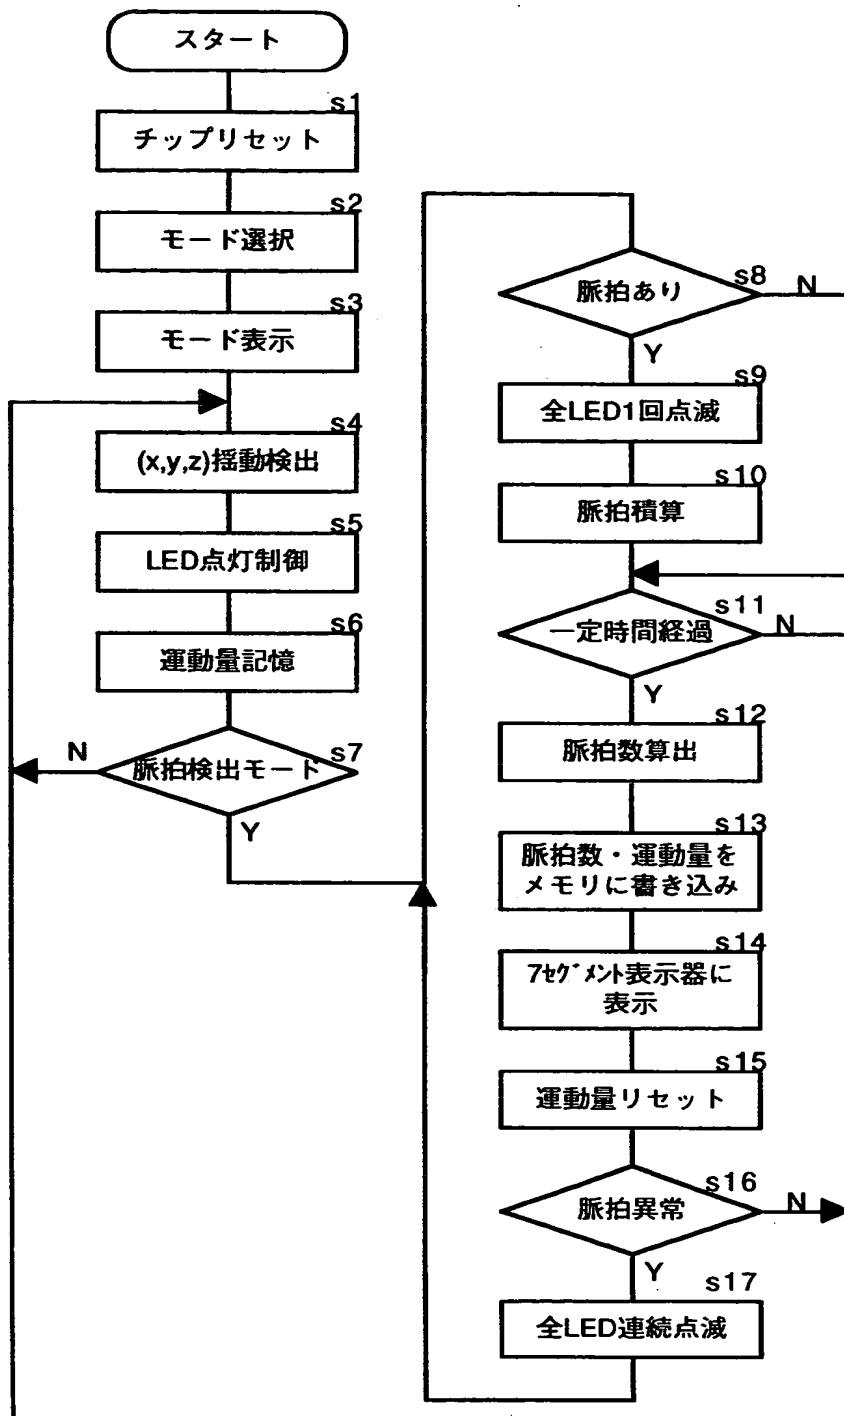 スタート
s1
チップリセット
s2
モード選択
s3
モード表示
s4
(x,y,z)揺動検出
s5
LED点灯制御
s6
運動量記憶
s7
脈拍検出モード
N
Y
s8
脈拍あり
N
Y
s9
全LED1回点滅
s10
脈拍積算
s11
一定時間経過
N
Y
s12
脈拍数算出
s13
脈拍数・運動量を
メモリに書き込み
s14
7ｾｸﾞﾒﾝﾄ表示器に
表示
s15
運動量リセット
s16
脈拍異常
N
Y
s17
全LED連続点滅